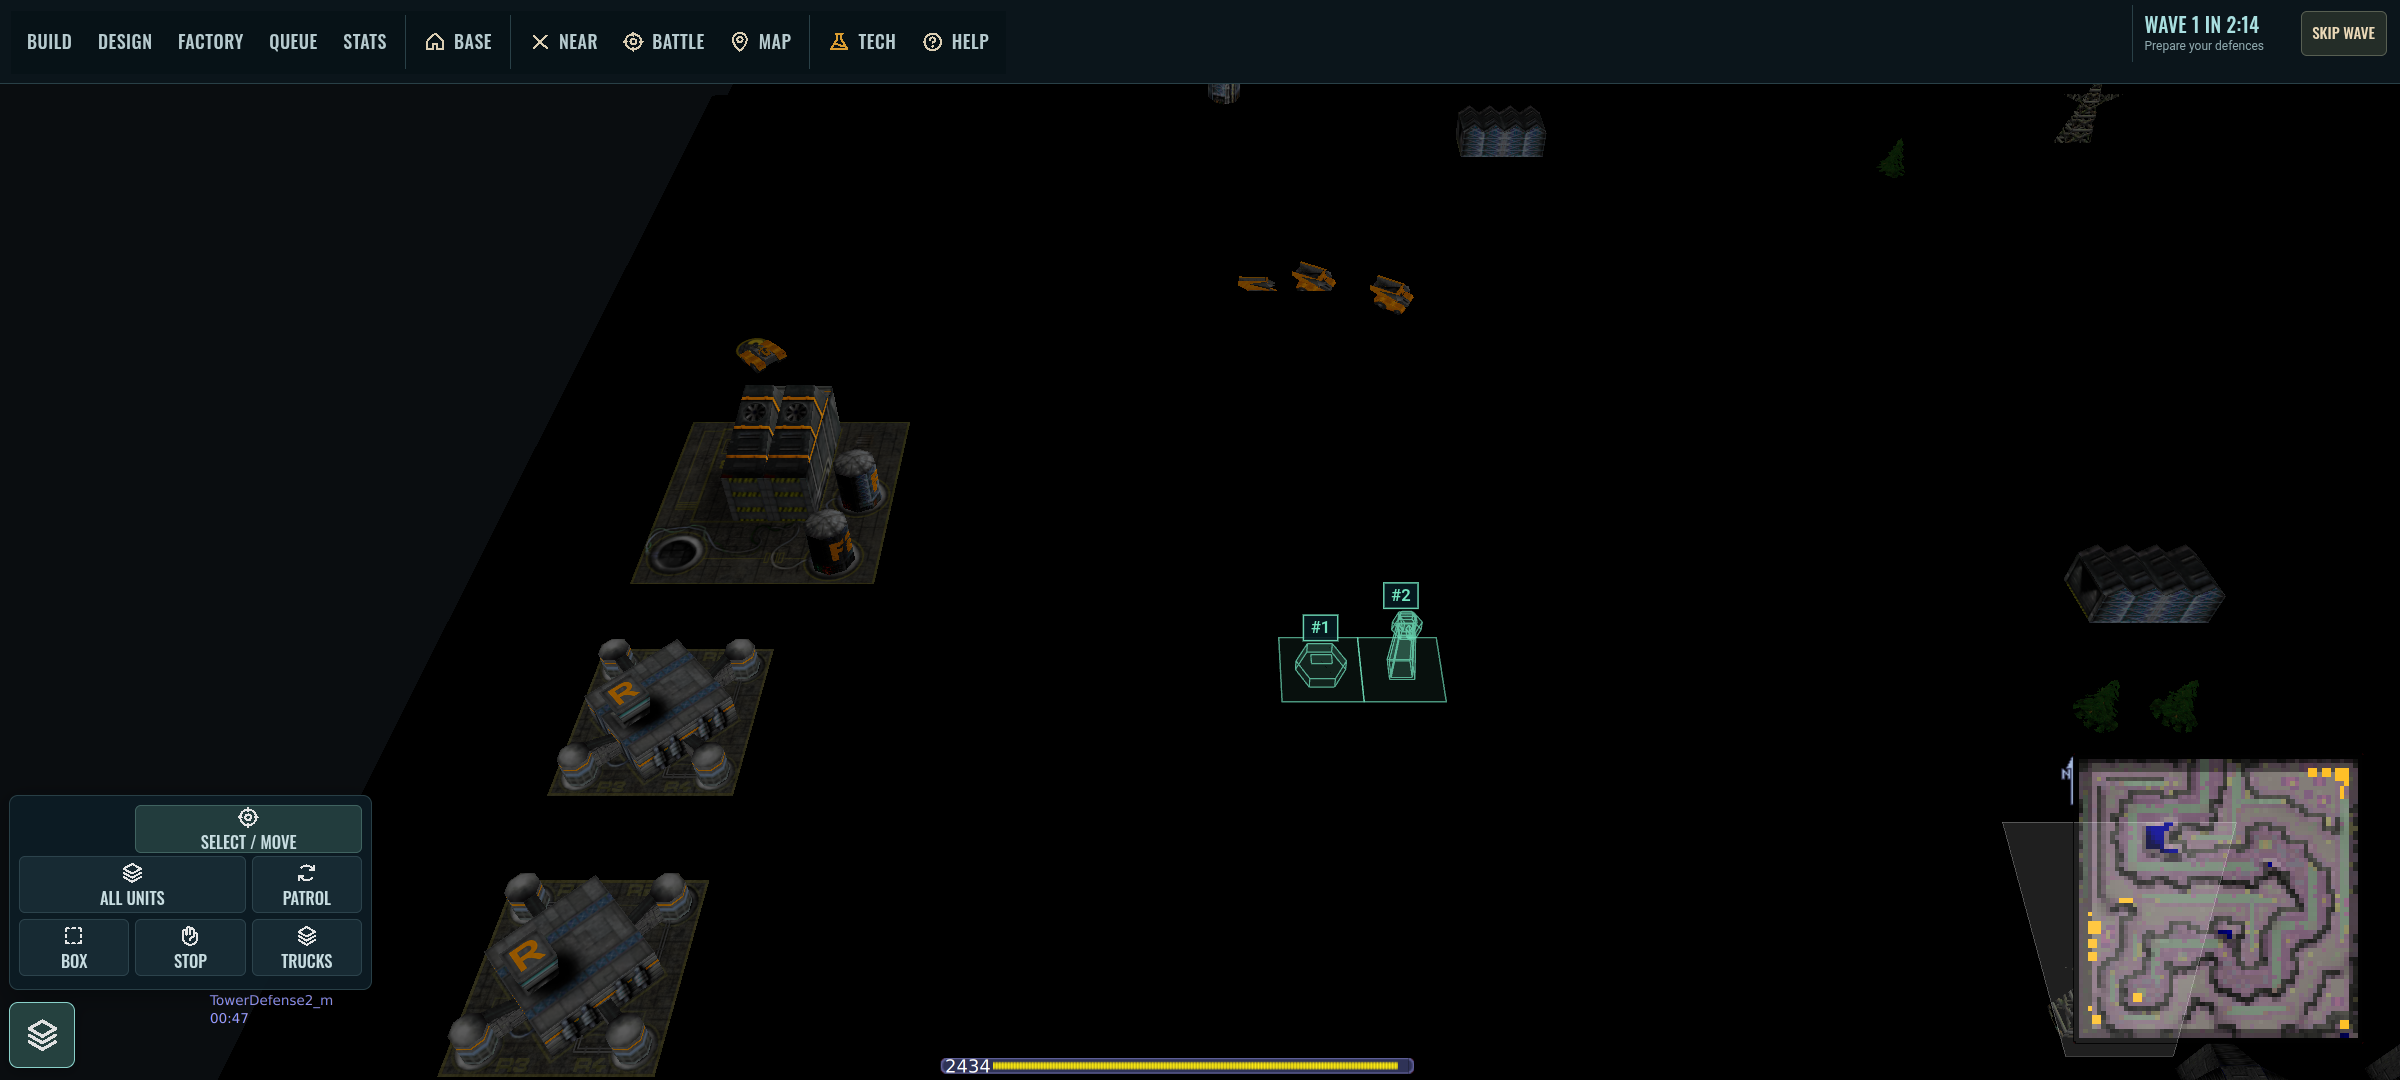 BUILD DESIGN FACTORY QUEUE STATS BASE NEAR BATTLE MAP TECH HELP
WAVE 1 IN 2:14
Prepare your defences
SKIP WAVE
#2
#1
R
R
N
SELECT / MOVE
ALL UNITS PATROL
BOX STOP TRUCKS
TowerDefense2_m
00:47
2434